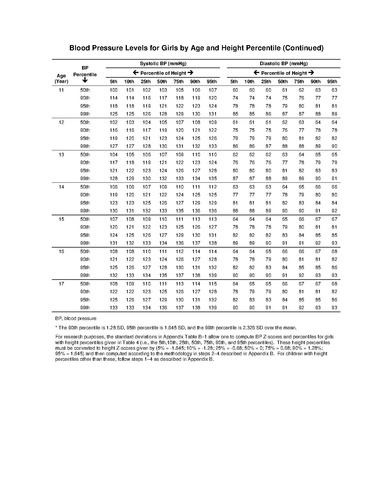 Blood Pressure Levels for Girls by Age and Height Percentile (Continued)
Systolic BP (mmHg) Diastolic BP (mmHg)
Age (Year) BP Percentile 🡫 🡨 Percentile of Height 🡪 🡨 Percentile of Height 🡪
5th 10th 25th 50th 75th 90th 95th 5th 10th 25th 50th 75th 90th 95th
11 50th 100 101 102 103 105 106 107 60 60 60 61 62 63 63
90th 114 114 116 117 118 119 120 74 74 74 75 76 77 77
95th 118 118 119 121 122 123 124 78 78 78 79 80 81 81
99th 125 125 126 128 129 130 131 85 85 86 87 87 88 89
12 50th 102 103 104 105 107 108 109 61 61 61 62 63 64 64
90th 116 116 117 119 120 121 122 75 75 75 76 77 78 78
95th 119 120 121 123 124 125 126 79 79 79 80 81 82 82
99th 127 127 128 130 131 132 133 86 86 87 88 88 89 90
13 50th 104 105 106 107 109 110 110 62 62 62 63 64 65 65
90th 117 118 119 121 122 123 124 76 76 76 77 78 79 79
95th 121 122 123 124 126 127 128 80 80 80 81 82 83 83
99th 128 129 130 132 133 134 135 87 87 88 89 89 90 91
14 50th 106 106 107 109 110 111 112 63 63 63 64 65 66 66
90th 119 120 121 122 124 125 125 77 77 77 78 79 80 80
95th 123 123 125 126 127 129 129 81 81 81 82 83 84 84
99th 130 131 132 133 135 136 136 88 88 89 90 90 91 92
15 50th 107 108 109 110 111 113 113 64 64 64 65 66 67 67
90th 120 121 122 123 125 126 127 78 78 78 79 80 81 81
95th 124 125 126 127 129 130 131 82 82 82 83 84 85 85
99th 131 132 133 134 136 137 138 89 89 90 91 91 92 93
16 50th 108 108 110 111 112 114 114 64 64 65 66 66 67 68
90th 121 122 123 124 126 127 128 78 78 79 80 81 81 82
95th 125 126 127 128 130 131 132 82 82 83 84 85 85 86
99th 132 133 134 135 137 138 139 90 90 90 91 92 93 93
17 50th 108 109 110 111 113 114 115 64 65 65 66 67 67 68
90th 122 122 123 125 126 127 128 78 79 79 80 81 81 82
95th 125 126 127 129 130 131 132 82 83 83 84 85 85 86
99th 133 133 134 136 137 138 139 90 90 91 91 92 93 93
BP, blood pressure
* The 90th percentile is 1.28 SD, 95th percentile is 1.645 SD, and the 99th percentile is 2.326 SD over the mean.
For research purposes, the standard deviations in Appendix Table B–1 allow one to compute BP Z scores and percentiles for girls
with height percentiles given in Table 4 (i.e., the 5th,10th, 25th, 50th, 75th, 90th, and 95th percentiles). These height percentiles
must be converted to height Z scores given by (5% = -1.645; 10% = -1.28; 25% = -0.68; 50% = 0; 75% = 0.68; 90% = 1.28%;
95% = 1.645) and then computed according to the methodology in steps 2–4 described in Appendix B. For children with height
percentiles other than these, follow steps 1–4 as described in Appendix B.